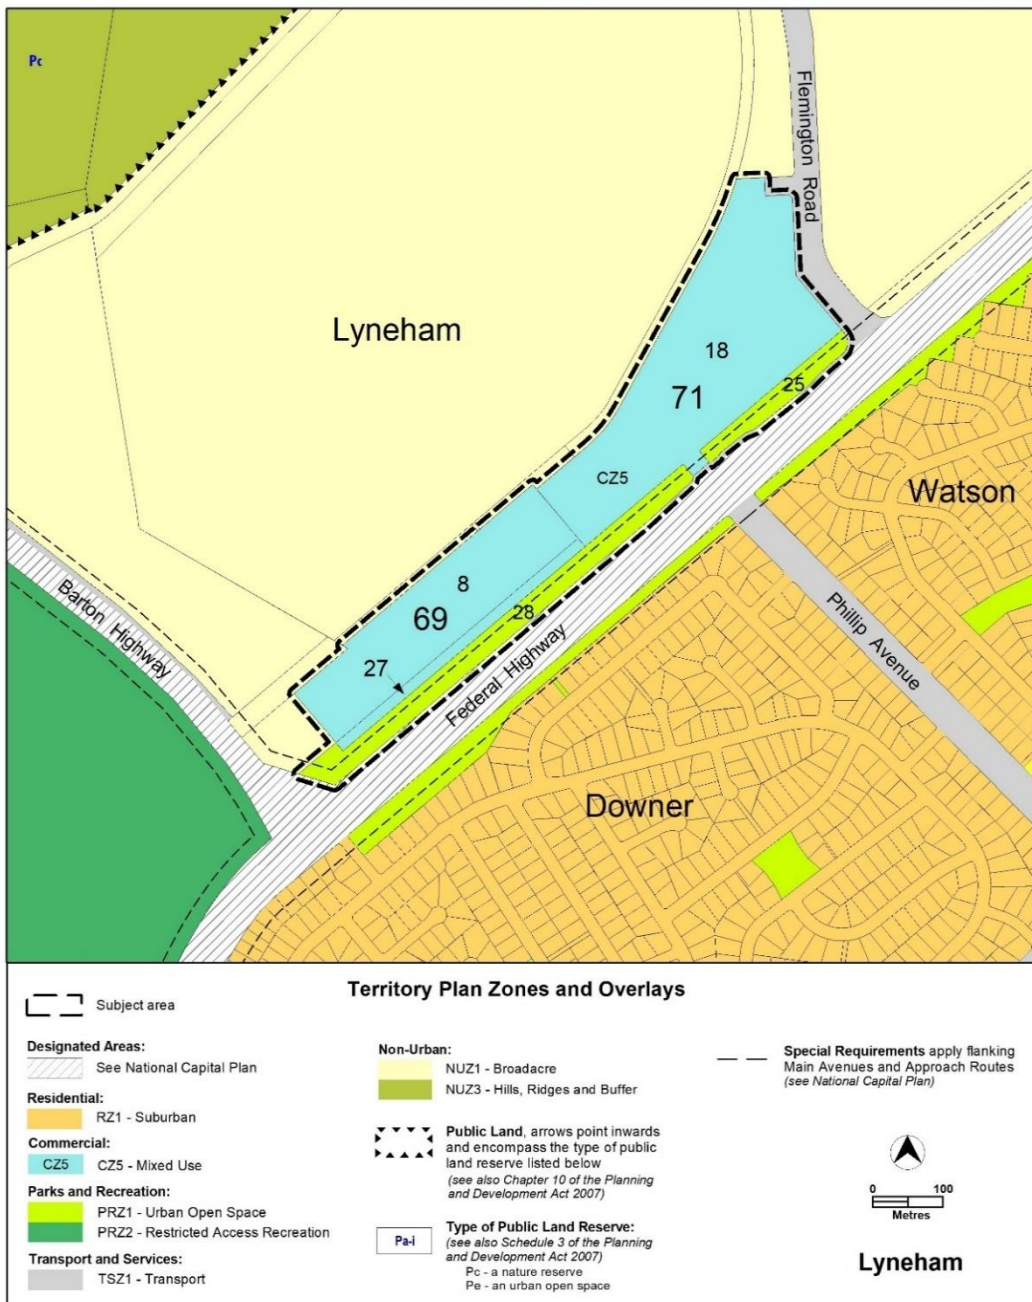 Pc
Flemington Road
Lyneham
18
71
25
CZ5
Watson
8
69
28
27
Barton Highway
Federal Highway
Phillip Avenue
Downer
Territory Plan Zones and Overlays
Subject area
Designated Areas:
See National Capital Plan
Residential:
RZ1 - Suburban
Commercial:
CZ5 CZ5 - Mixed Use
Parks and Recreation:
PRZ1 - Urban Open Space
PRZ2 - Restricted Access Recreation
Transport and Services:
TSZ1 - Transport
Non-Urban:
NUZ1 - Broadacre
NUZ3 - Hills, Ridges and Buffer
Public Land, arrows point inwards
and encompass the type of public
land reserve listed below
(see also Chapter 10 of the Planning
and Development Act 2007)
Pa-i
Type of Public Land Reserve:
(see also Schedule 3 of the Planning
and Development Act 2007)
Pc - a nature reserve
Pe - an urban open space
Special Requirements apply flanking
Main Avenues and Approach Routes
(see National Capital Plan)
0 100
Metres
Lyneham